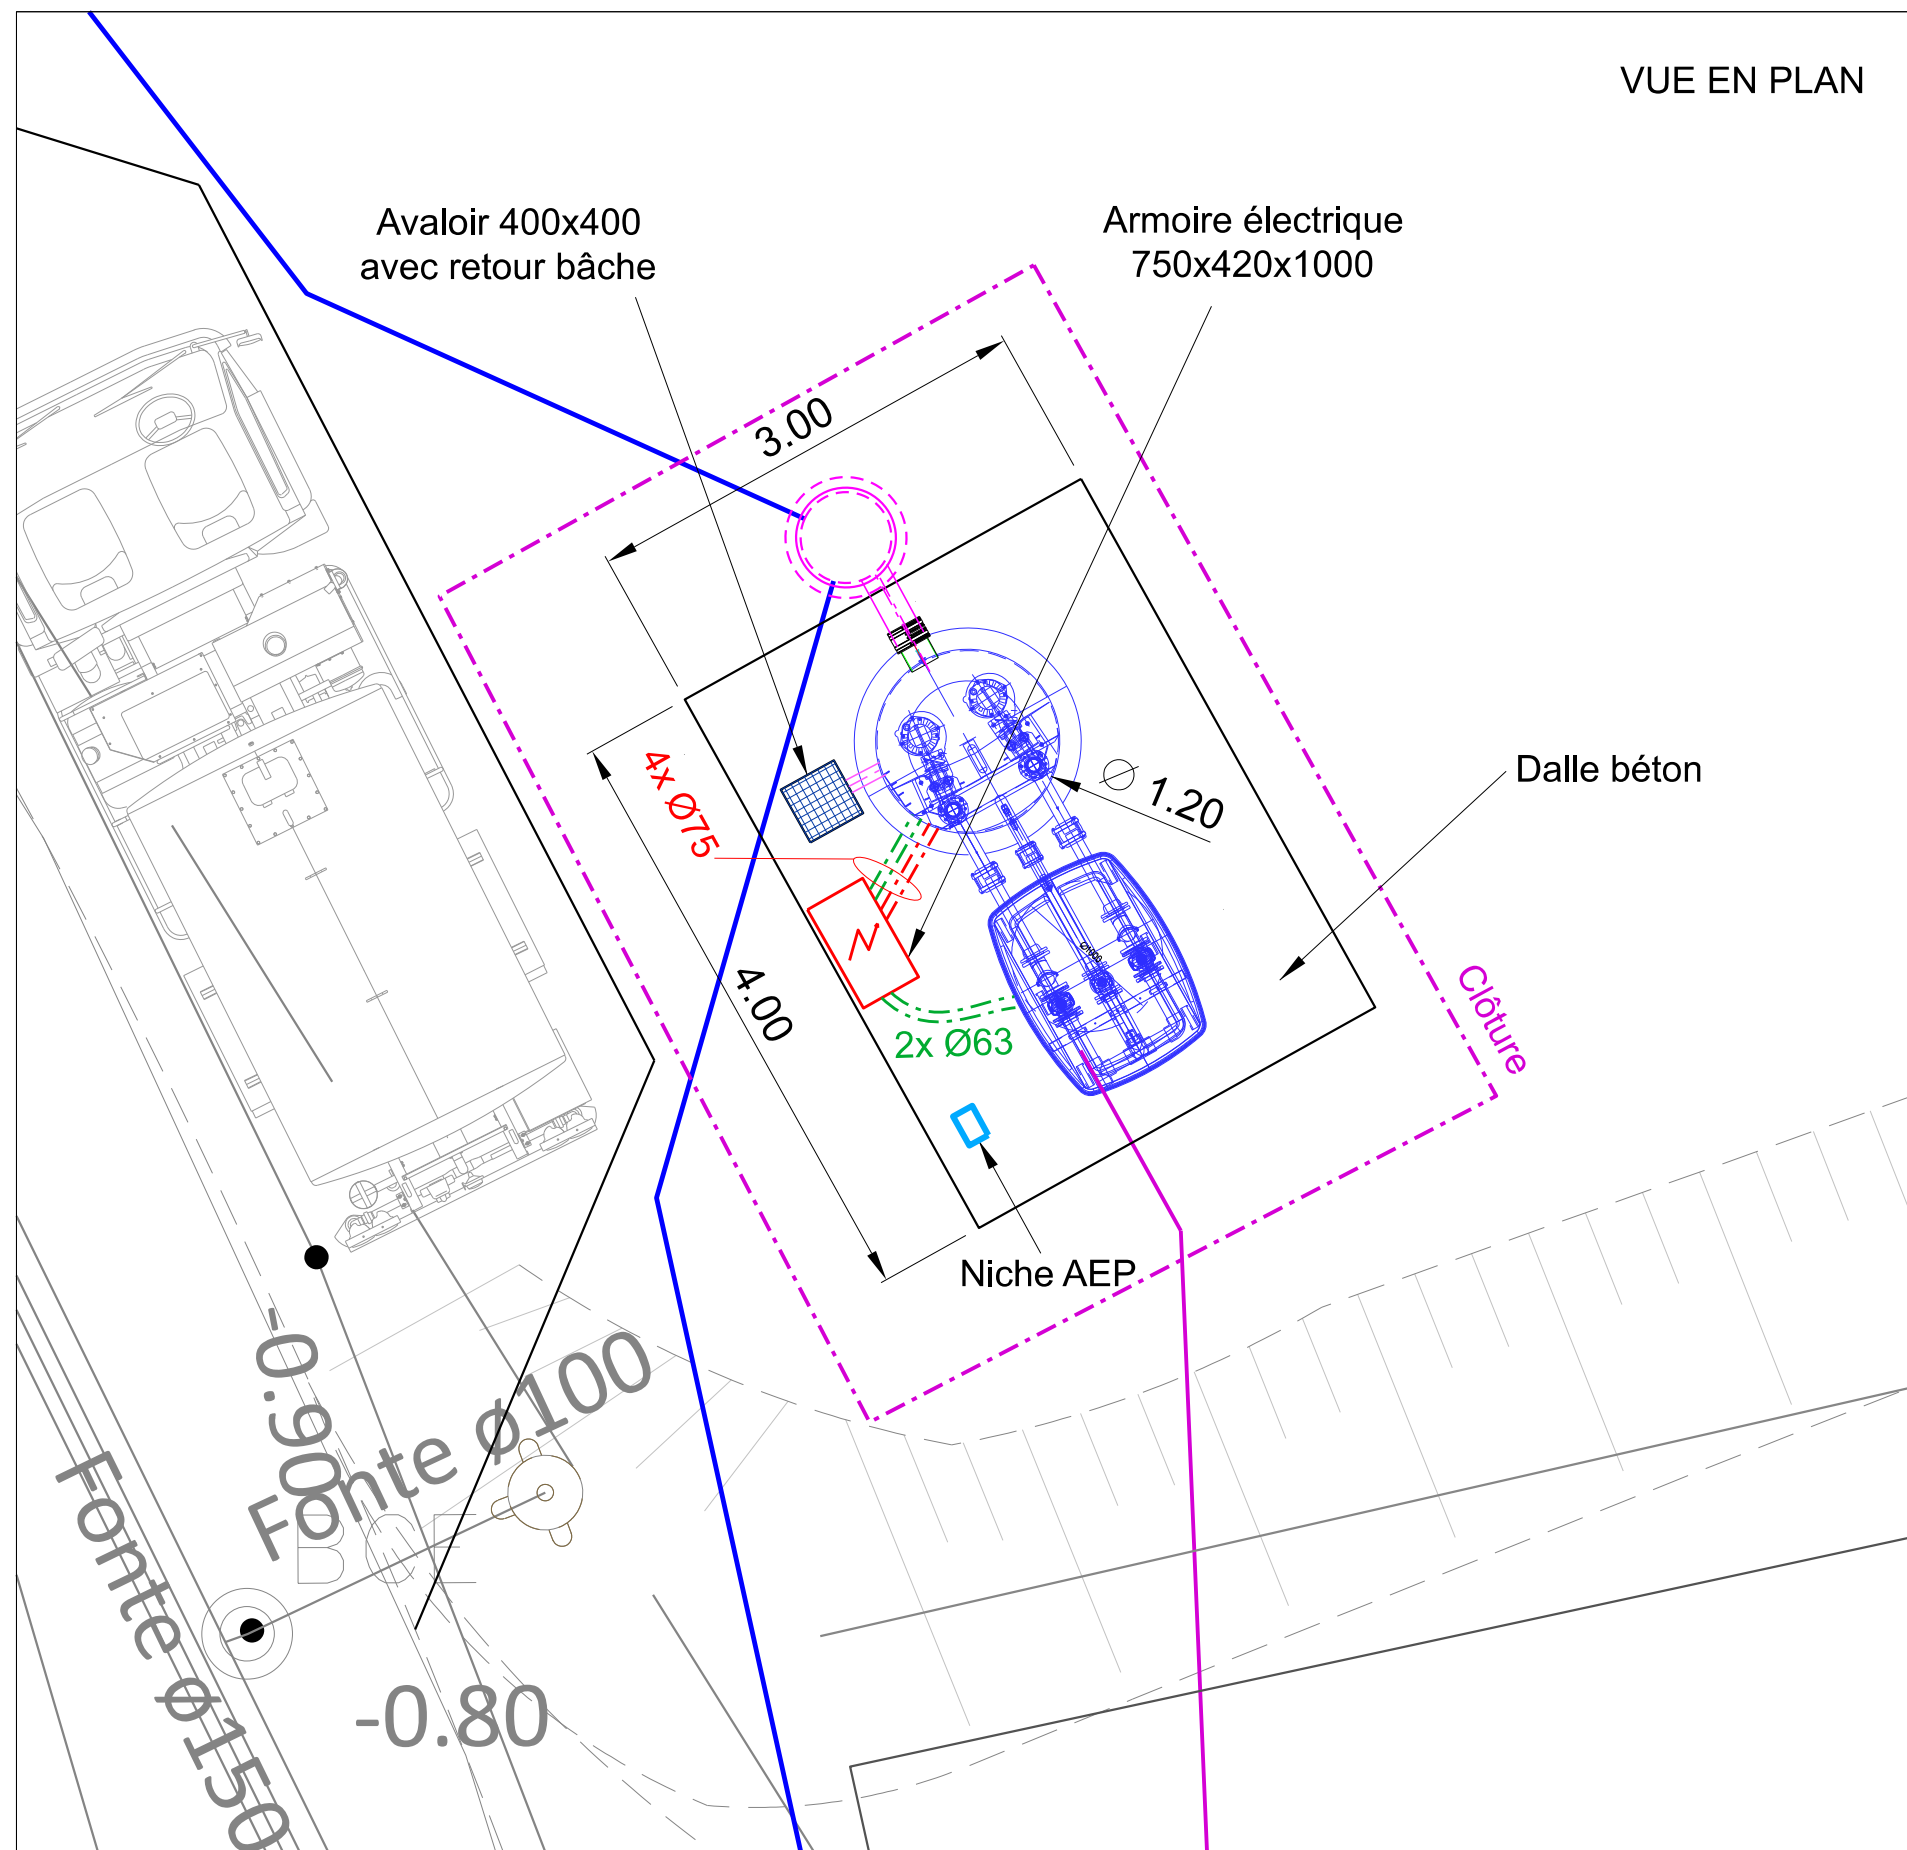 VUE EN PLAN
Avaloir 400x400
avec retour bâche
Armoire électrique
750x420x1000
3.00
4x Ø75
1.20
Dalle béton
Ø1000
4.00
2x Ø63
Clôture
Niche AEP
-0.90
Fonte ø100
Fonte ø150
-0.80